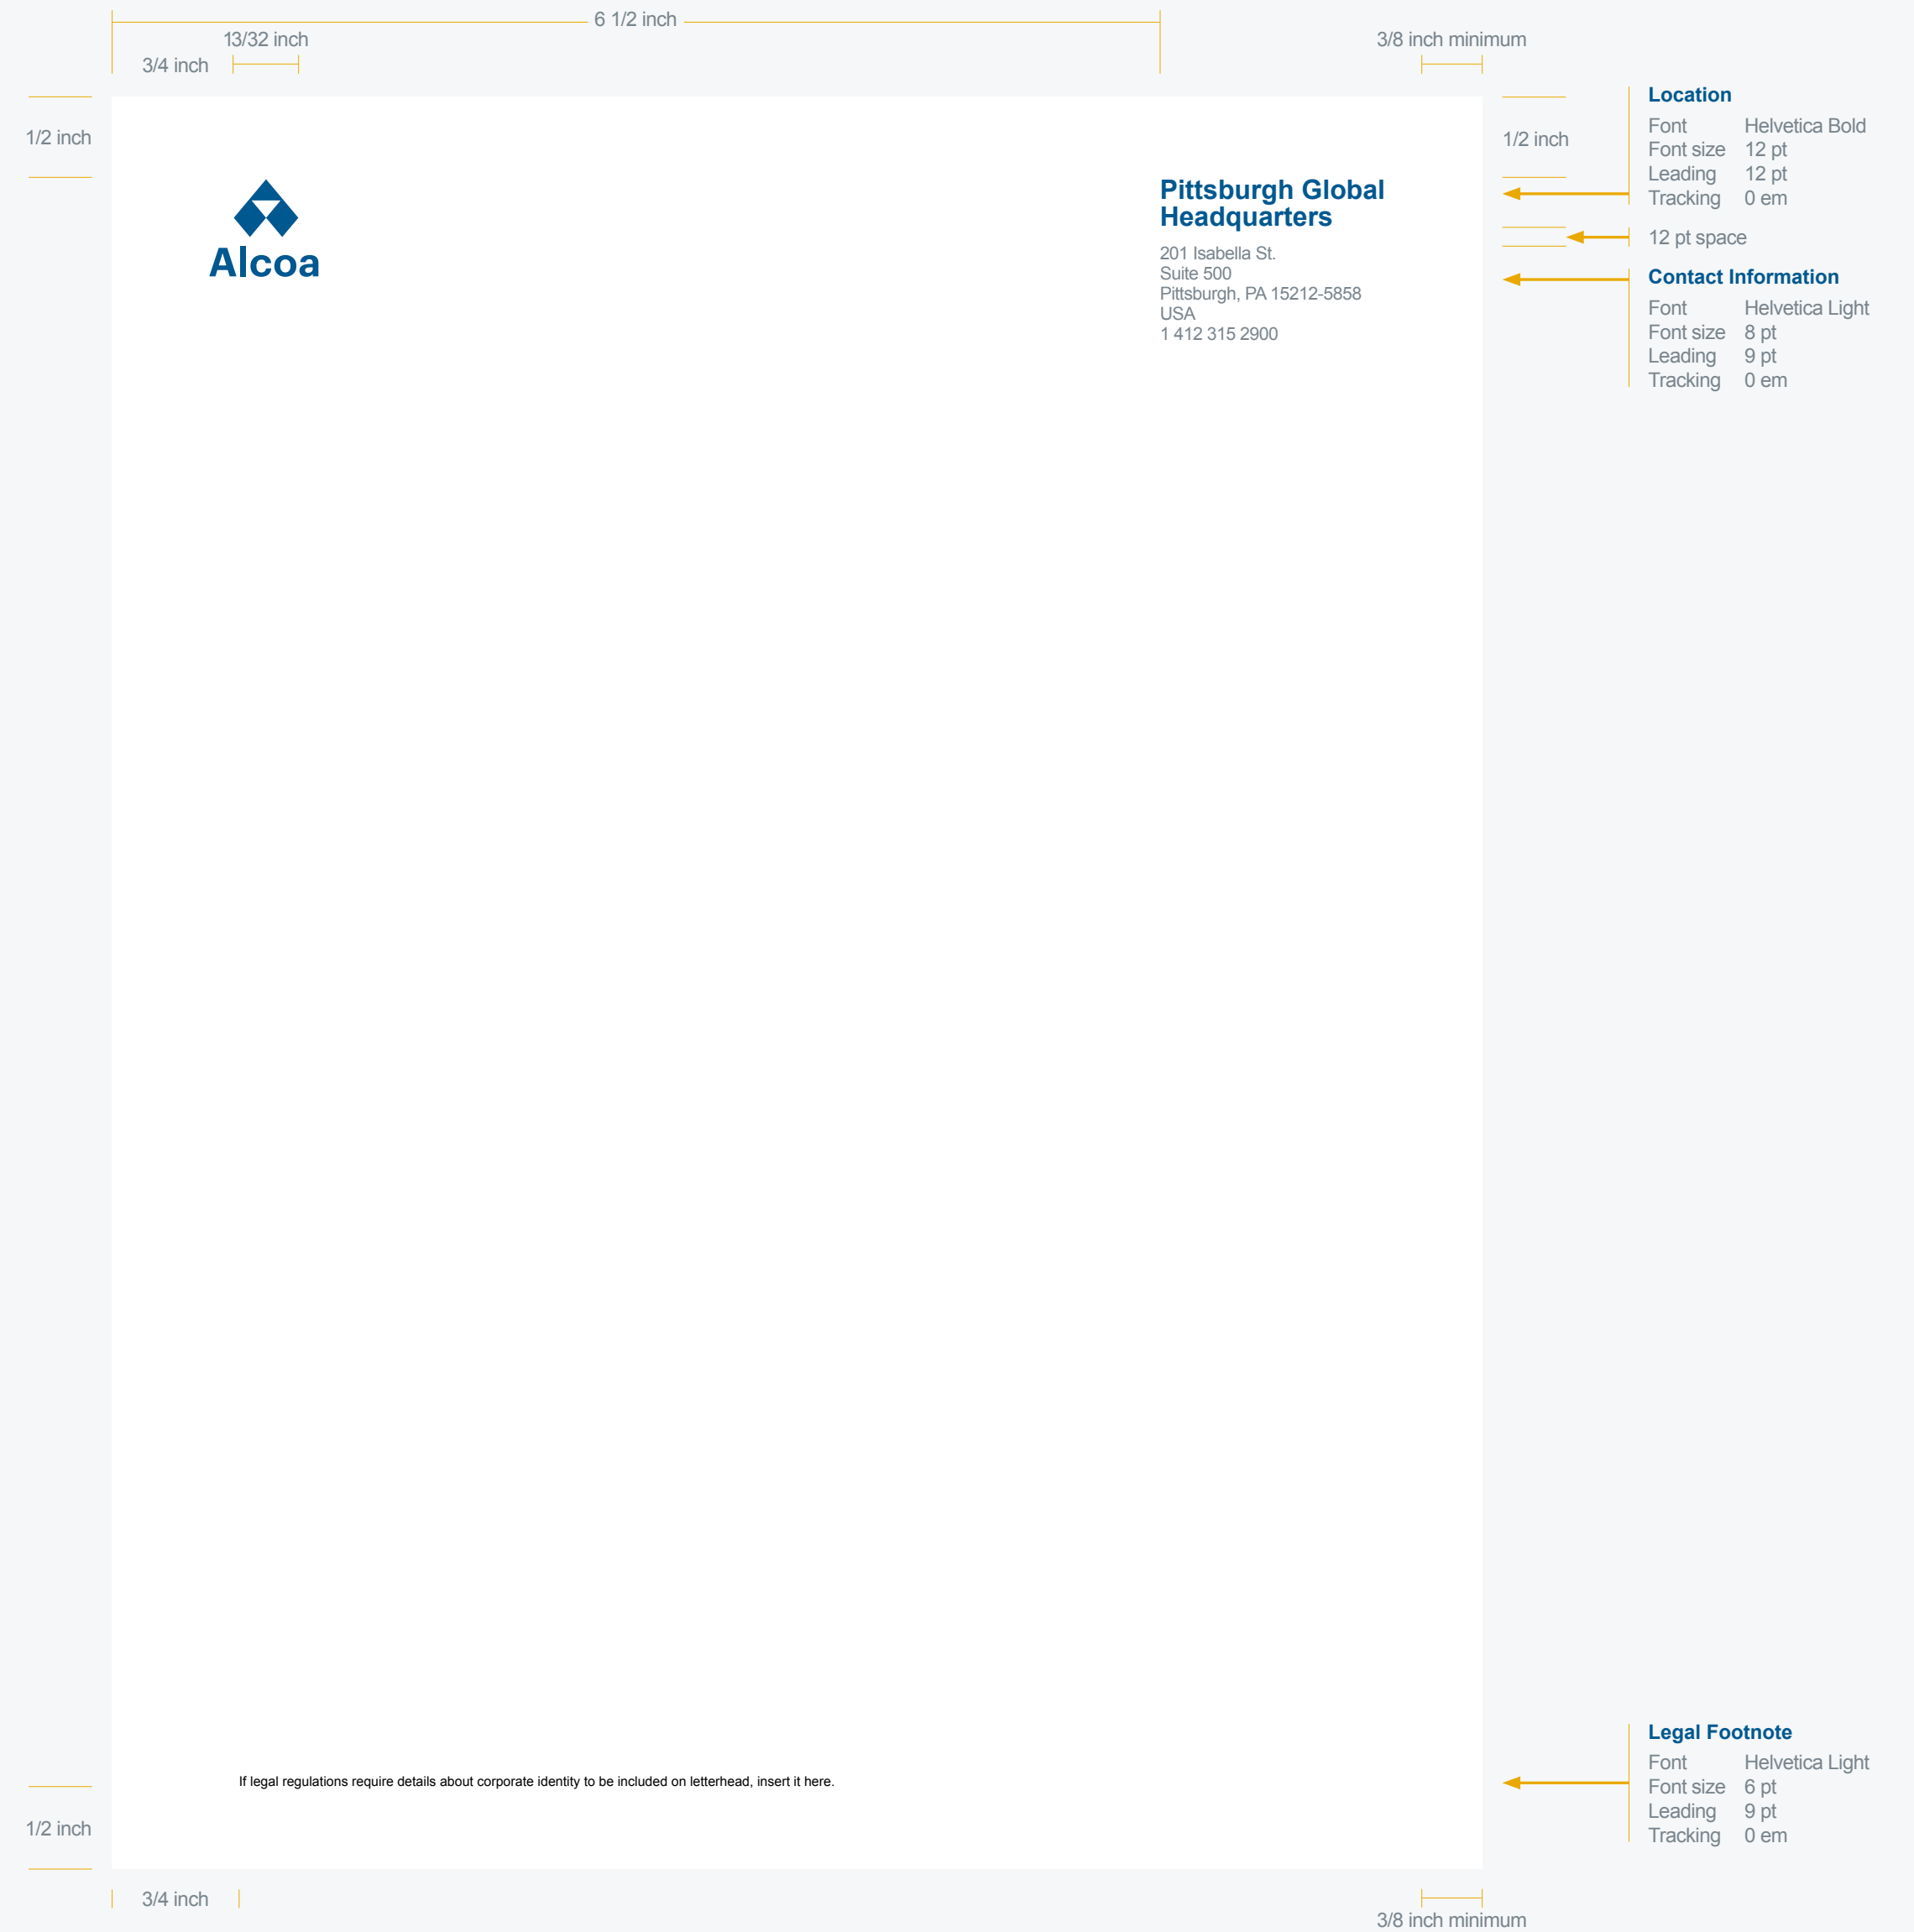 6 1/2 inch
13/32 inch
3/8 inch minimum
3/4 inch
1/2 inch
1/2 inch
Alcoa
Pittsburgh Global
Headquarters
201 Isabella St.
Suite 500
Pittsburgh, PA 15212-5858
USA
1 412 315 2900
Location
Font Helvetica Bold
Font size 12 pt
Leading 12 pt
Tracking 0 em
12 pt space
Contact Information
Font Helvetica Light
Font size 8 pt
Leading 9 pt
Tracking 0 em
If legal regulations require details about corporate identity to be included on letterhead, insert it here.
Legal Footnote
Font Helvetica Light
Font size 6 pt
Leading 9 pt
Tracking 0 em
1/2 inch
3/4 inch
3/8 inch minimum